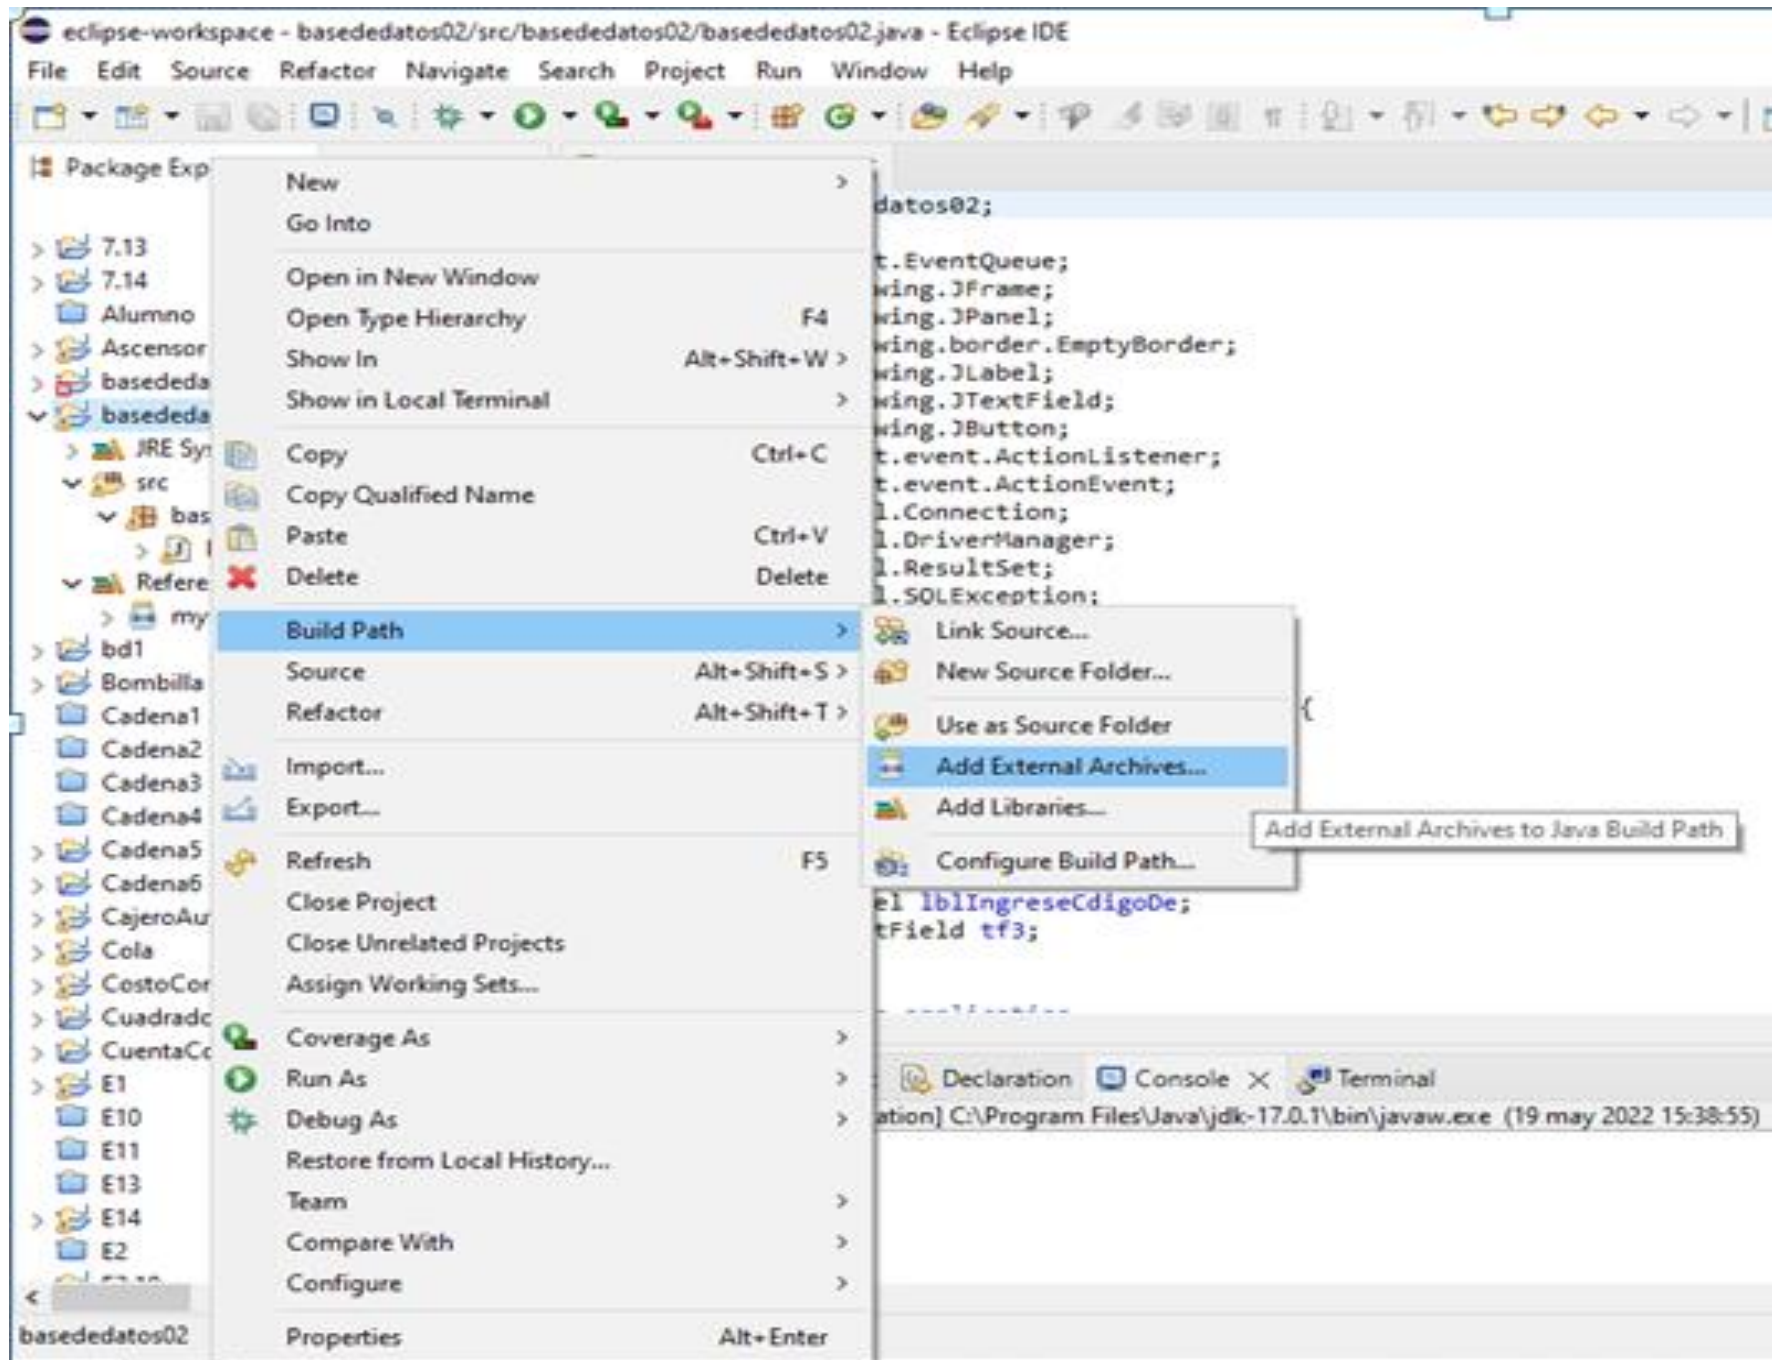 eclipse-workspace - basededatos02/src/basededatos02/basededatos02.java - Eclipse IDE
File Edit Source Refactor Navigate Search Project Run Window Help
Package Exp
7.13
7.14
Alumno
Ascensor
basededa
basededa
JRE Sys
src
bas
Refere
my
bd1
Bombilla
Cadena1
Cadena2
Cadena3
Cadena4
Cadena5
Cadena6
CajeroAu
Cola
CostoCor
Cuadrado
CuentaCo
E1
E10
E11
E13
E14
E2
basededatos02
New
Go Into
Open in New Window
Open Type Hierarchy F4
Show In Alt+Shift+W >
Show in Local Terminal
Copy Ctrl+C
Copy Qualified Name
Paste Ctrl+V
Delete Delete
Build Path
Source Alt+Shift+S >
Refactor Alt+Shift+T >
Import...
Export...
Refresh F5
Close Project
Close Unrelated Projects
Assign Working Sets...
Coverage As
Run As
Debug As
Restore from Local History...
Team
Compare With
Configure
Properties Alt+Enter
Link Source...
New Source Folder...
Use as Source Folder
Add External Archives...
Add Libraries...
Configure Build Path...
Add External Archives to Java Build Path
datos02;
t.EventQueue;
wing.JFrame;
wing.JPanel;
wing.border.EmptyBorder;
wing.JLabel;
wing.JTextField;
wing.JButton;
t.event.ActionListener;
t.event.ActionEvent;
l.Connection;
l.DriverManager;
l.ResultSet;
l.SQLException;
{
el lblIngreseCdigoDe;
tField tf3;
Declaration Console Terminal
ation] C:\Program Files\Java\jdk-17.0.1\bin\javaw.exe (19 may 2022 15:38:55)